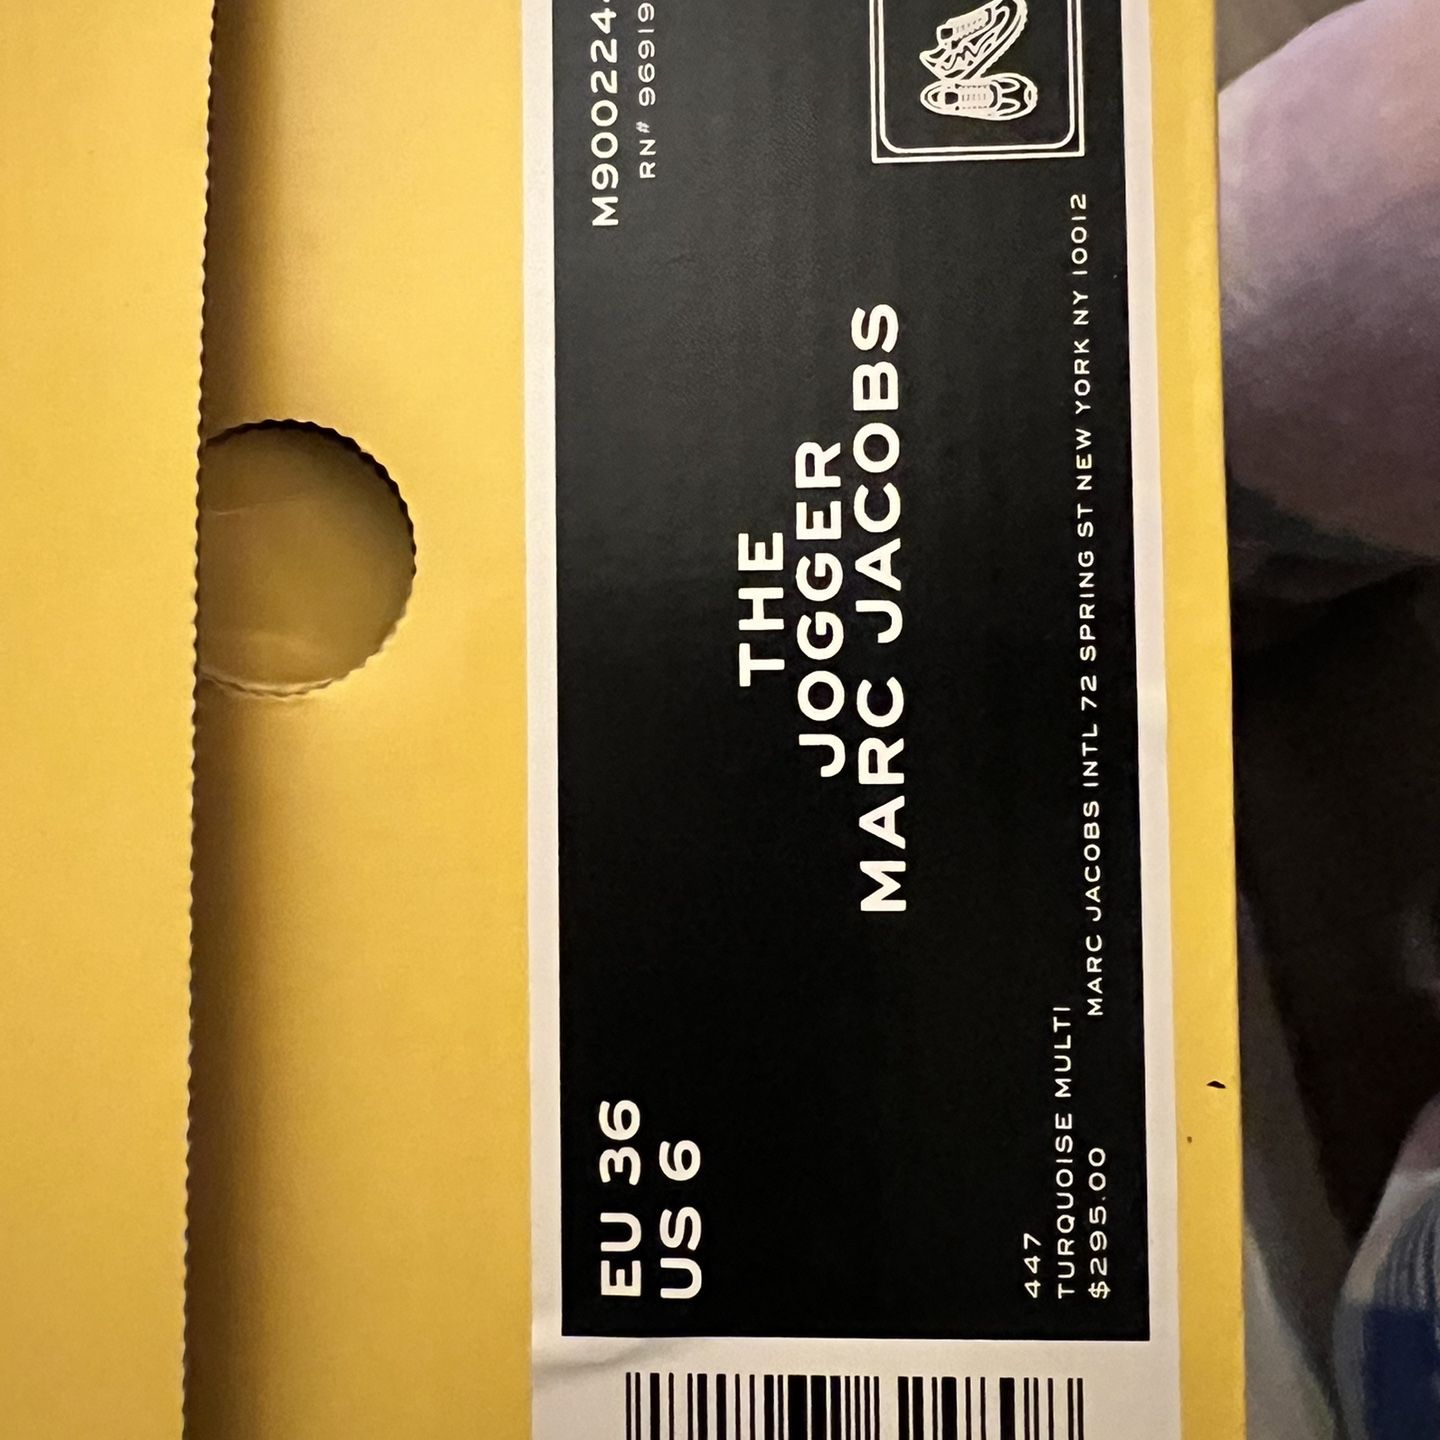 EU 36
US 6
M9002244
RN# 96919
THE
JOGGER
MARC JACOBS
447
TURQUOISE MULTI
$295.00
MARC JACOBS INTL 72 SPRING ST NEW YORK NY 10012